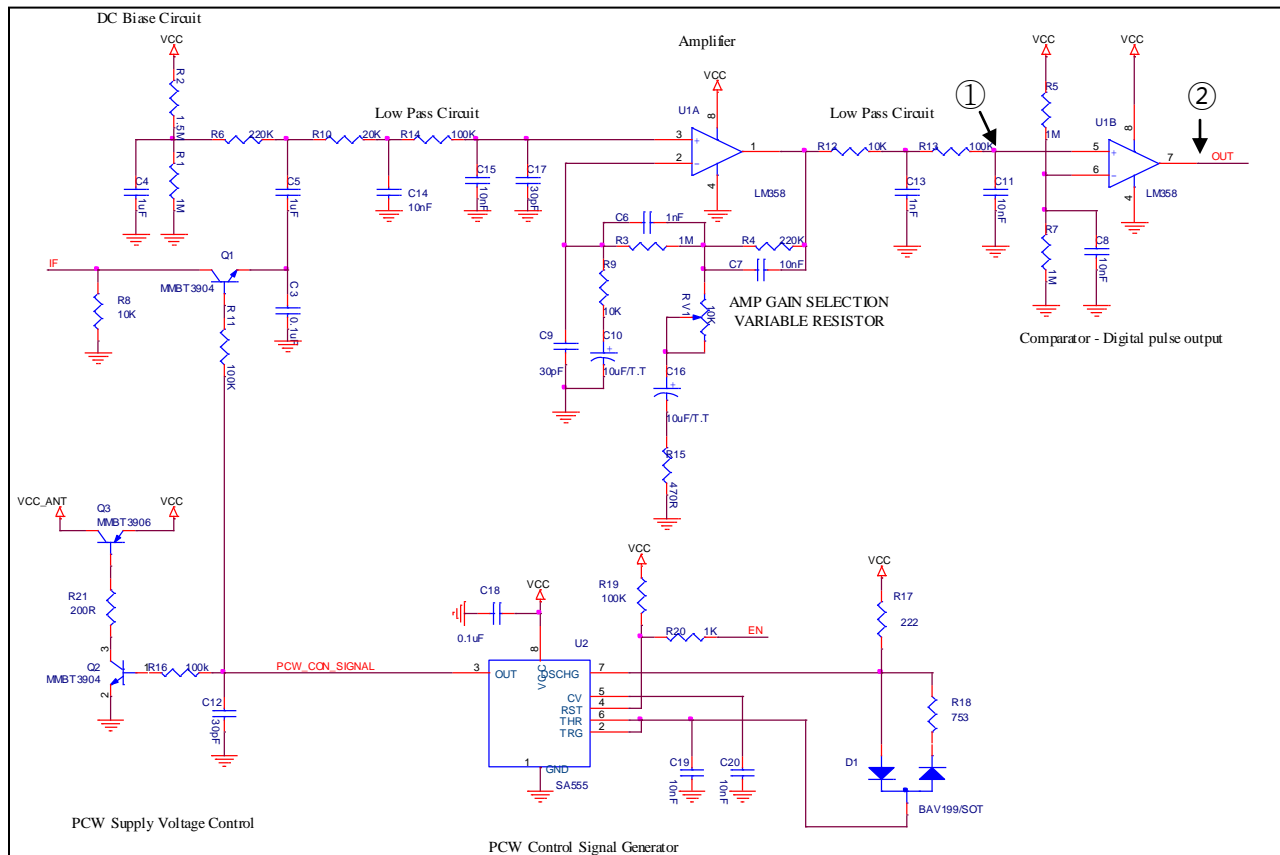 DC Biase Circuit
VCC
R2
1.5M
R1
1M
C4
1uF
R6
220K
C5
1uF
Low Pass Circuit
R10
20K
R14
100K
C14
10nF
C15
10nF
C17
30pF
Amplifier
VCC
U1A
8
3
2
1
4
LM358
Low Pass Circuit
R12
10K
R13
100K
C13
1nF
C11
10nF
①
VCC
R5
1M
R7
1M
C8
10nF
VCC
U1B
8
5
6
7
4
LM358
②
OUT
Comparator - Digital pulse output
IF
R8
10K
Q1
MMBT3904
R11
100K
C3
0.1uF
C6
1nF
R3
1M
R4
220K
C7
10nF
R9
10K
C9
30pF
C10
10uF/T.T
RV1
10K
AMP GAIN SELECTION
VARIABLE RESISTOR
C16
10uF/T.T
R15
470R
VCC_ANT
Q3
MMBT3906
VCC
R21
200R
Q2
MMBT3904
3
1
2
R16
100k
C12
30pF
PCW_CON_SIGNAL
C18
0.1uF
VCC
U2
8
3
OUT
VCC
DSCHG
7
CV
5
RST
4
THR
6
TRG
2
1
GND
SA555
VCC
R19
100K
R20
1K
EN
C19
10nF
C20
10nF
VCC
R17
222
R18
753
D1
BAV199/SOT
PCW Supply Voltage Control
PCW Control Signal Generator